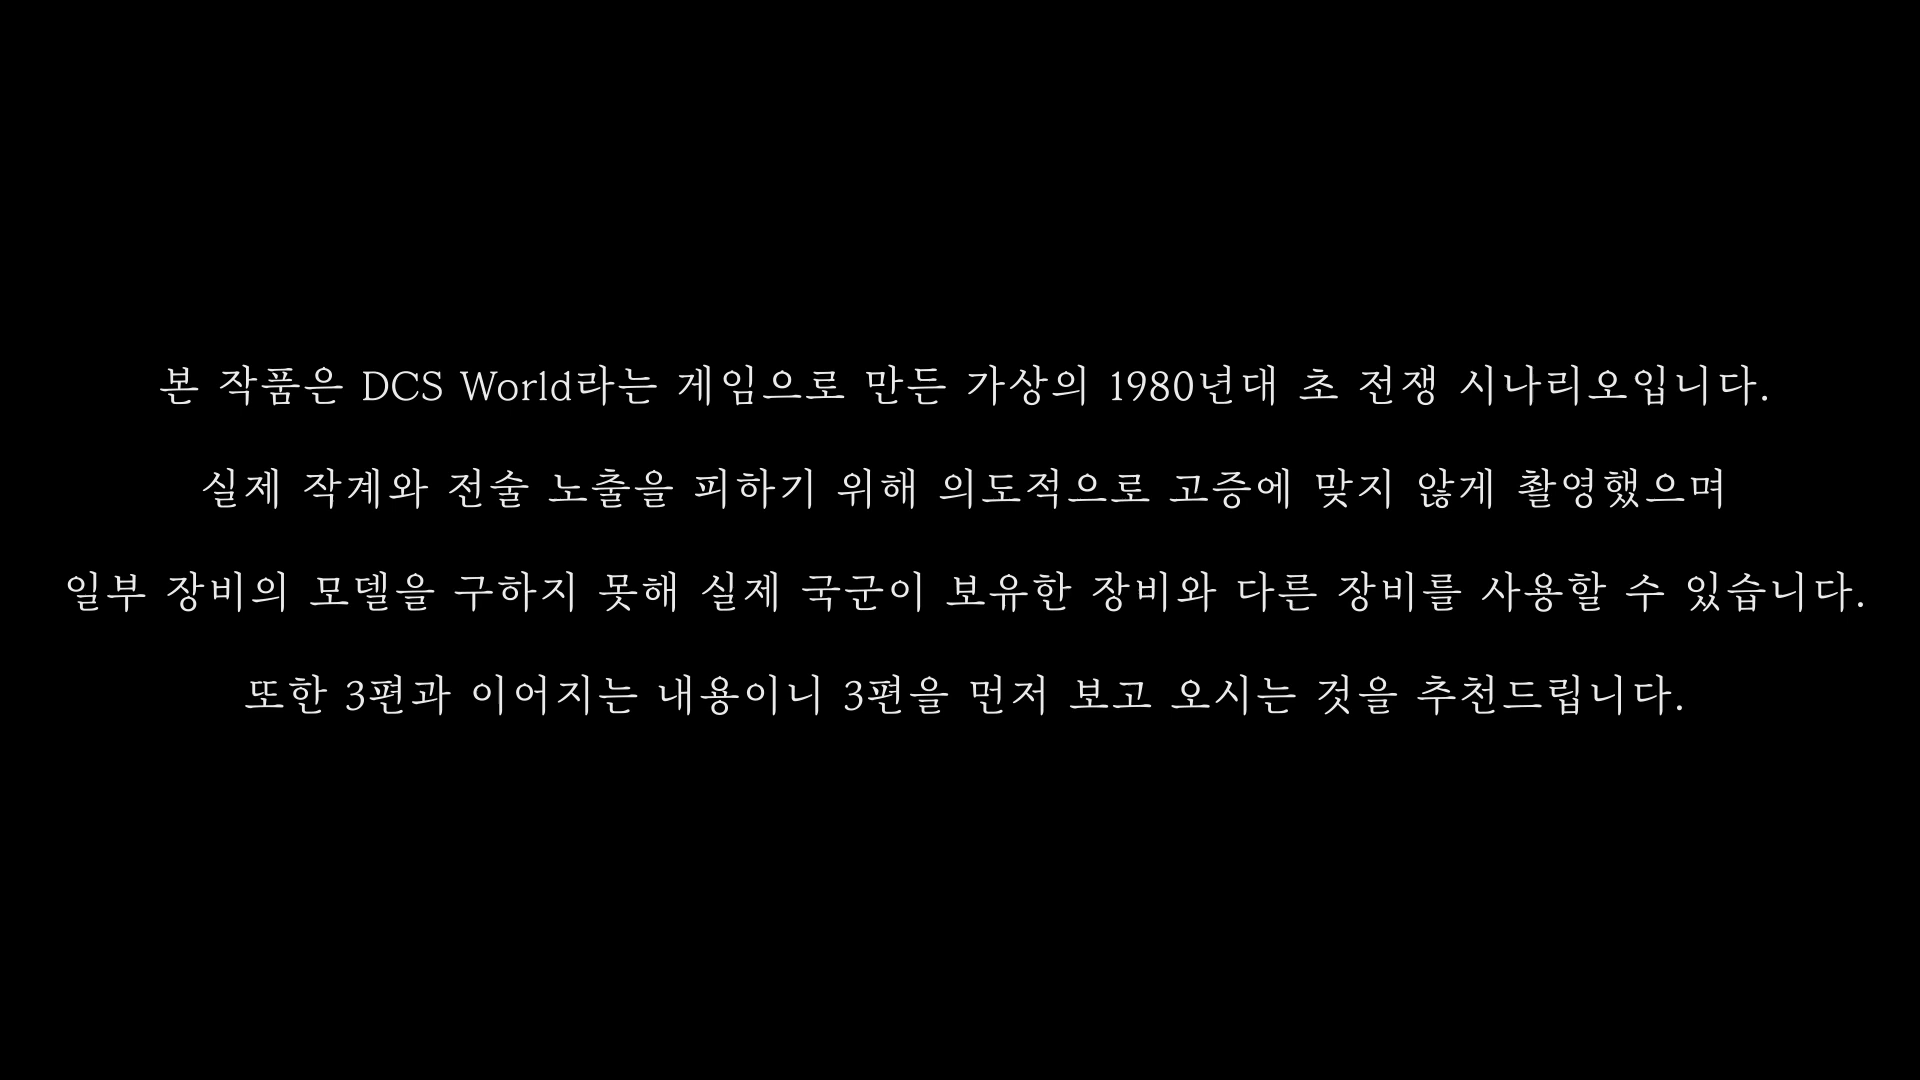 본 작품은 DCS World라는 게임으로 만든 가상의 1980년대 초 전쟁 시나리오입니다.
실제 작계와 전술 노출을 피하기 위해 의도적으로 고증에 맞지 않게 촬영했으며
일부 장비의 모델을 구하지 못해 실제 국군이 보유한 장비와 다른 장비를 사용할 수 있습니다.
또한 3편과 이어지는 내용이니 3편을 먼저 보고 오시는 것을 추천드립니다.